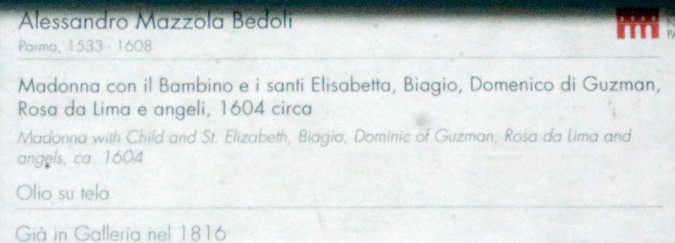 Alessandro Mazzola Bedoli
Parma, 1533 - 1608
Madonna con il Bambino e i santi Elisabetta, Biagio, Domenico di Guzman,
Rosa da Lima e angeli, 1604 circa
Madonna with Child and St. Elizabeth, Biagio, Dominic of Guzman, Rosa da Lima and
angels, ca. 1604
Olio su tela
Già in Galleria nel 1816